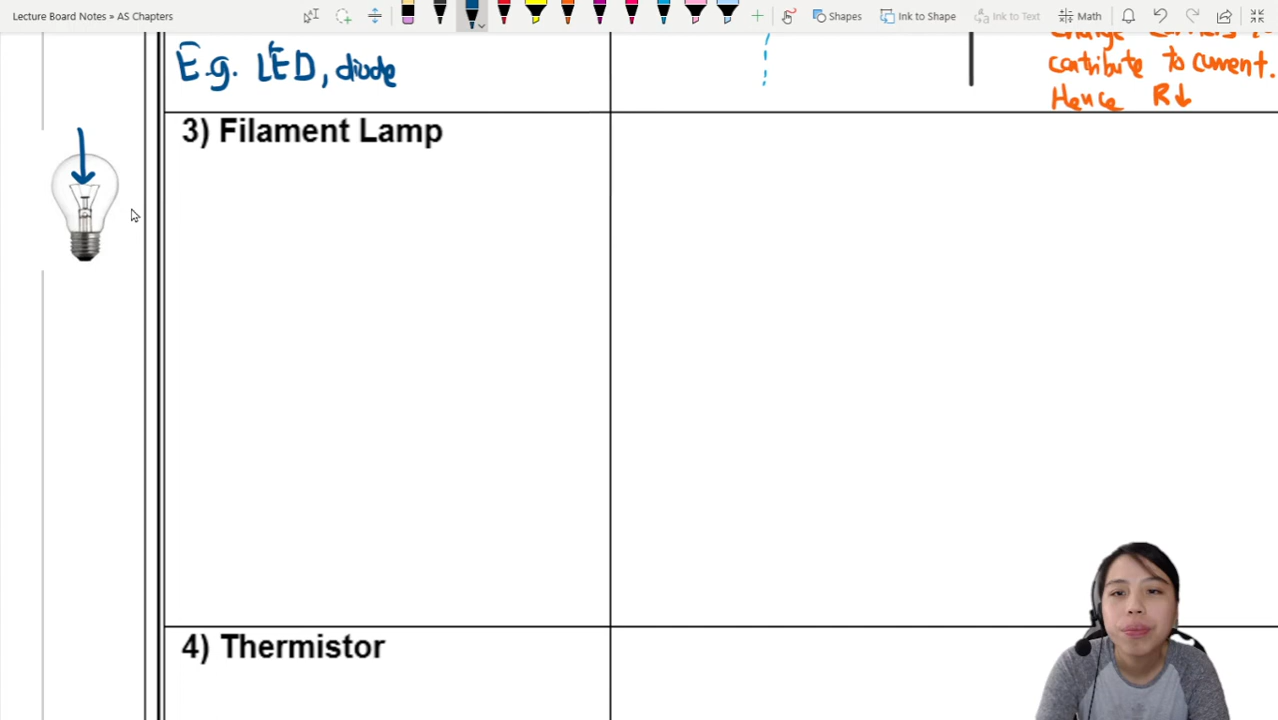 Lecture Board Notes » AS Chapters
Shapes
Ink to Shape
Ink to Text
Math
E.g. LED, diode
contribute to current.
Hence R↓
3) Filament Lamp
4) Thermistor